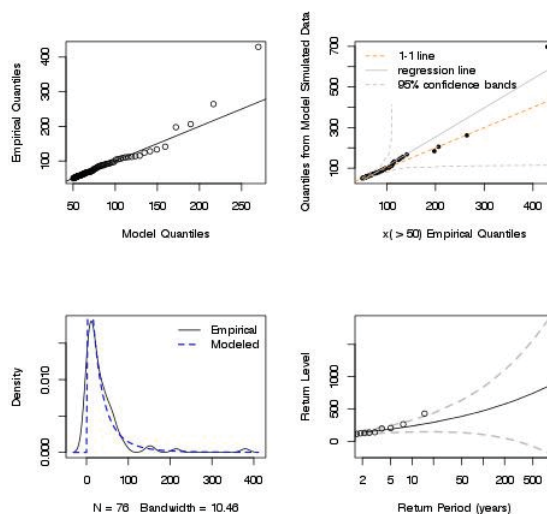 Empirical Quantiles
400
300
200
100
50
100
150
200
250
Model Quantiles
Quantiles from Model Simulated Data
700
500
300
100
1-1 line
regression line
95% confidence bands
100
200
300
400
x( > 50) Empirical Quantiles
Density
0.010
0.000
Empirical
Modeled
0
100
200
300
400
N = 76 Bandwidth = 10.46
Return Level
1500
500
100
2
5
20
50
200
500
Return Period (years)